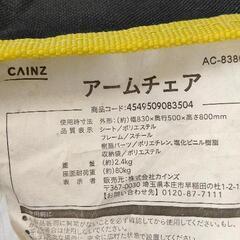 CAINZ
AC-838
アームチェア
商品コード:4549509083504
使用時寸法:外形:(約)幅830×奥行500×高さ800mm
品質表示:シート/ポリエステル
フレーム/スチール
樹脂パーツ/ポリエチレン、塩化ビニル樹脂
収納袋/ポリエステル
質量:(約)2.4kg
座面耐荷重:(約)80kg
販売元:株式会社カインズ
〒367-0030 埼玉県本庄市早稲田の杜1-2-1
お問い合わせ先